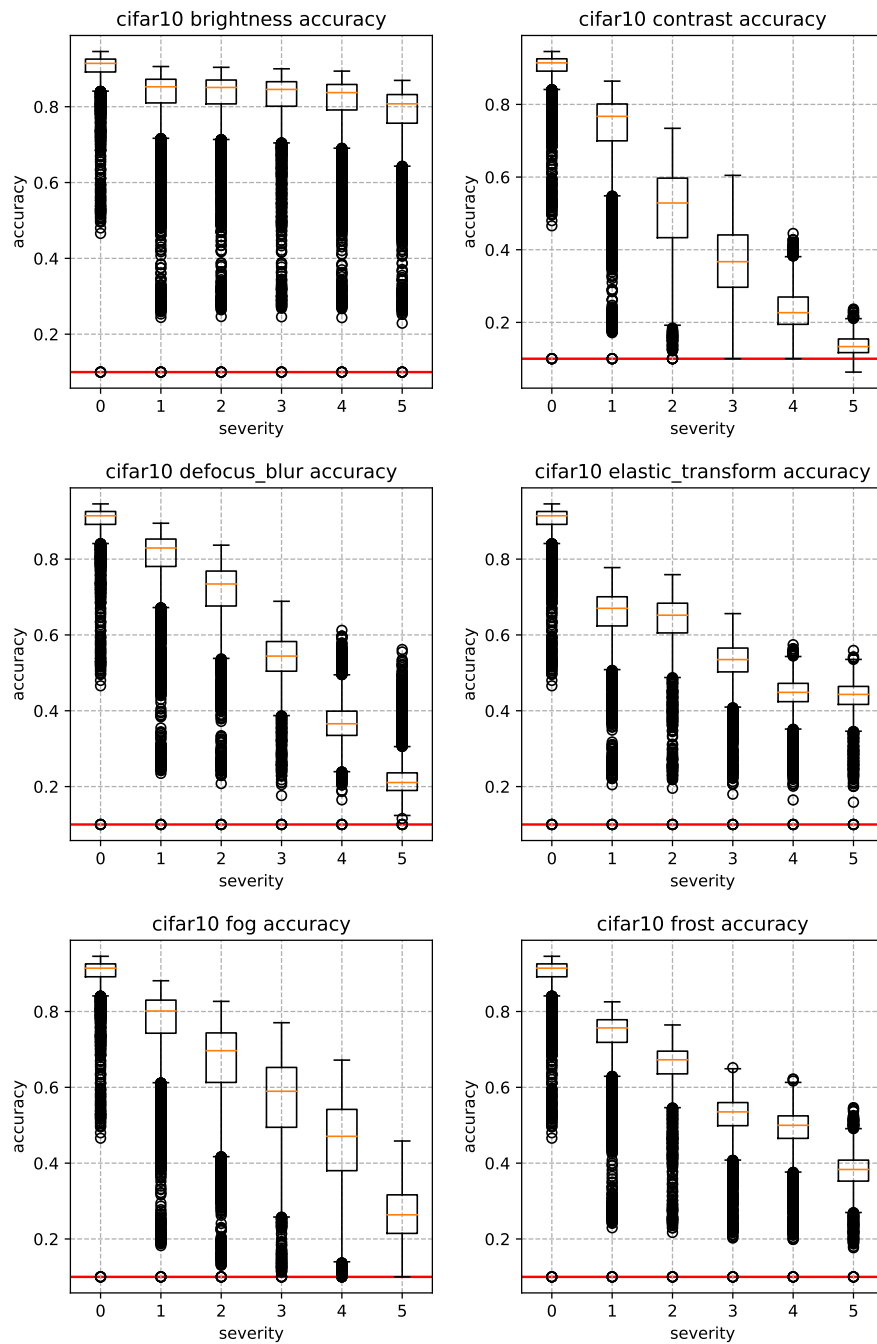 cifar10 brightness accuracy
accuracy
0.8
0.6
0.4
0.2
0 1 2 3 4 5
severity
cifar10 contrast accuracy
accuracy
0.8
0.6
0.4
0.2
0 1 2 3 4 5
severity
cifar10 defocus_blur accuracy
accuracy
0.8
0.6
0.4
0.2
0 1 2 3 4 5
severity
cifar10 elastic_transform accuracy
accuracy
0.8
0.6
0.4
0.2
0 1 2 3 4 5
severity
cifar10 fog accuracy
accuracy
0.8
0.6
0.4
0.2
0 1 2 3 4 5
severity
cifar10 frost accuracy
accuracy
0.8
0.6
0.4
0.2
0 1 2 3 4 5
severity